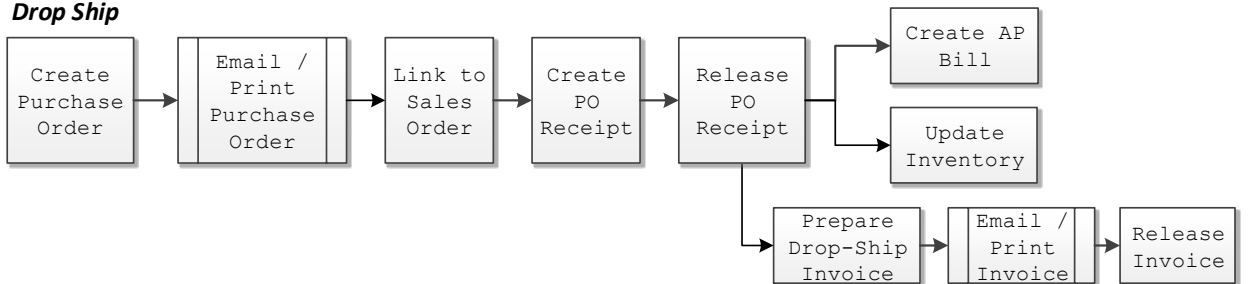 Drop Ship
Create
Purchase
Order
Email /
Print
Purchase
Order
Link to
Sales
Order
Create
PO
Receipt
Release
PO
Receipt
Create AP
Bill
Update
Inventory
Prepare
Drop-Ship
Invoice
Email /
Print
Invoice
Release
Invoice